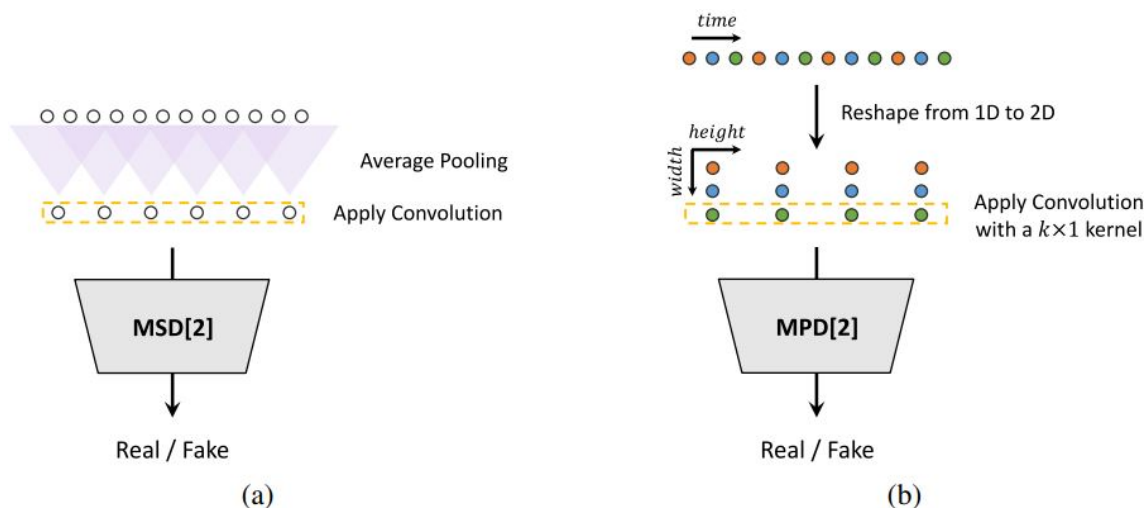 Average Pooling
Apply Convolution
MSD[2]
Real / Fake
(a)
time
Reshape from 1D to 2D
height
width
Apply Convolution
with a k×1 kernel
MPD[2]
Real / Fake
(b)